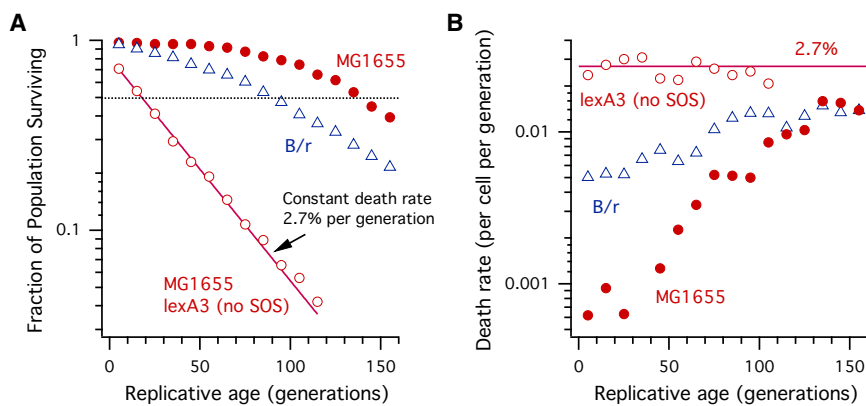 A
Fraction of Population Surviving
1
0.1
MG1655
B/r
Constant death rate
2.7% per generation
MG1655
lexA3 (no SOS)
0
50
100
150
Replicative age (generations)
B
Death rate (per cell per generation)
0.01
0.001
2.7%
lexA3 (no SOS)
B/r
MG1655
0
50
100
150
Replicative age (generations)